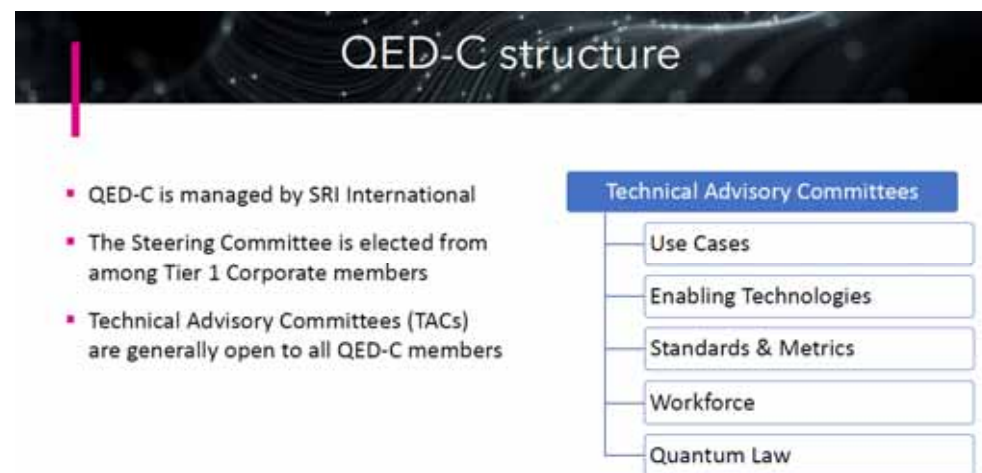 QED-C structure
QED-C is managed by SRI International
The Steering Committee is elected from
among Tier 1 Corporate members
Technical Advisory Committees (TACs)
are generally open to all QED-C members
Technical Advisory Committees
Use Cases
Enabling Technologies
Standards & Metrics
Workforce
Quantum Law